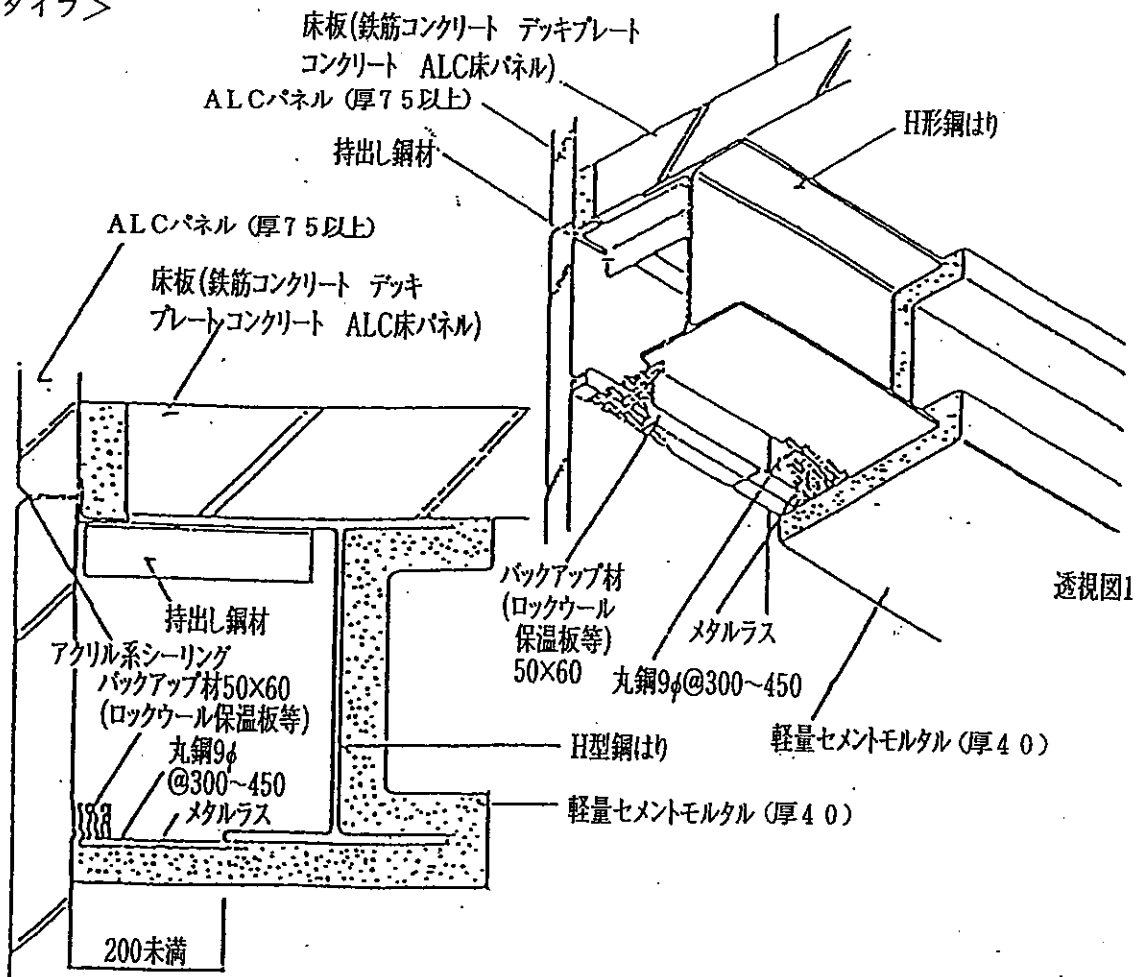 タイプ＞
床板(鉄筋コンクリート　デッキプレート
コンクリート　ALC床パネル)
ALCパネル (厚75以上)
持出し鋼材
H形鋼はり
ALCパネル (厚75以上)
床板(鉄筋コンクリート　デッキ
プレートコンクリート　ALC床パネル)
バックアップ材
(ロックウール
保温板等)
50×60
メタルラス
丸鋼9φ@300~450
透視図1
軽量セメントモルタル (厚40)
持出し鋼材
アクリル系シーリング
バックアップ材50×60
(ロックウール保温板等)
丸鋼9φ
@300~450
メタルラス
H型鋼はり
軽量セメントモルタル (厚40)
200未満